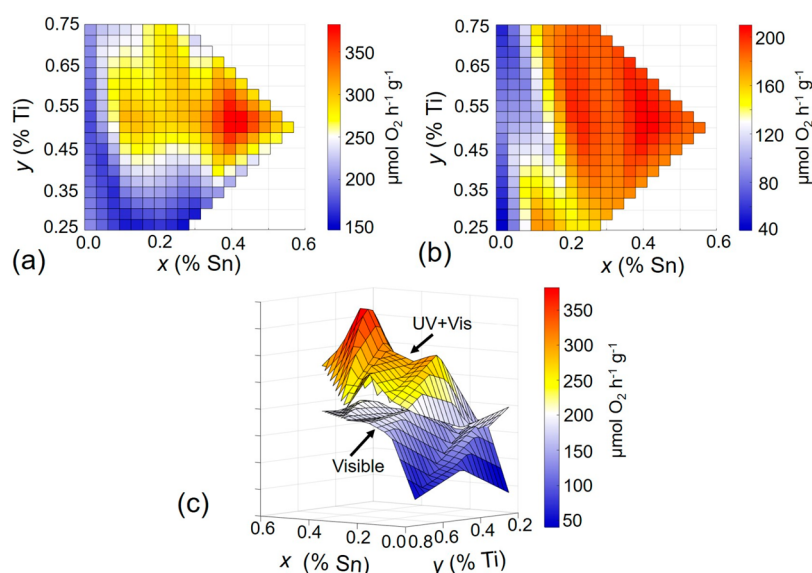 0.75
0.65
0.55
0.45
0.35
0.25
y (% Ti)
0.0 0.2 0.4 0.6
x (% Sn)
(a)
350
300
250
200
150
µmol O₂ h⁻¹ g⁻¹
0.75
0.65
0.55
0.45
0.35
0.25
y (% Ti)
0.0 0.2 0.4 0.6
x (% Sn)
(b)
200
160
120
80
40
µmol O₂ h⁻¹ g⁻¹
UV+Vis
Visible
(c)
0.6 0.4 0.2 0.0
x (% Sn)
0.8 0.6 0.4 0.2
y (% Ti)
350
300
250
200
150
100
50
µmol O₂ h⁻¹ g⁻¹